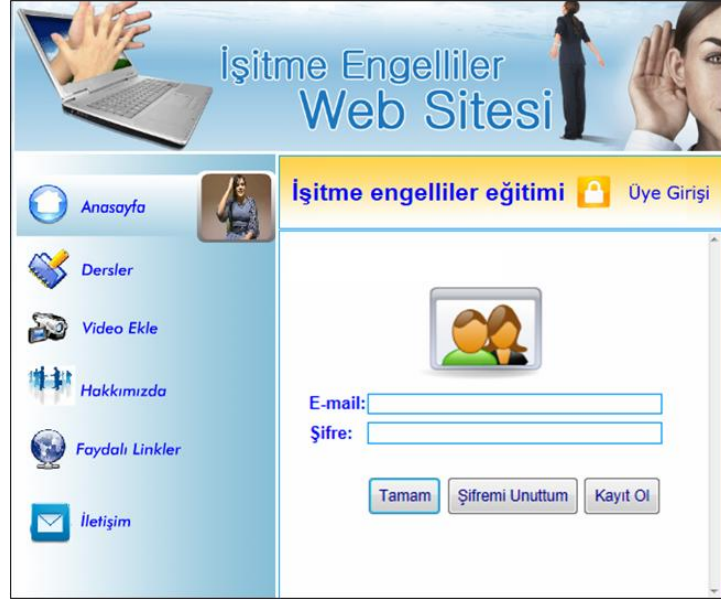 İşitme Engelliler
Web Sitesi
Anasayfa
Dersler
Video Ekle
Hakkımızda
Faydalı Linkler
İletişim
İşitme engelliler eğitimi
Üye Girişi
E-mail:
Şifre:
Tamam
Şifremi Unuttum
Kayıt Ol